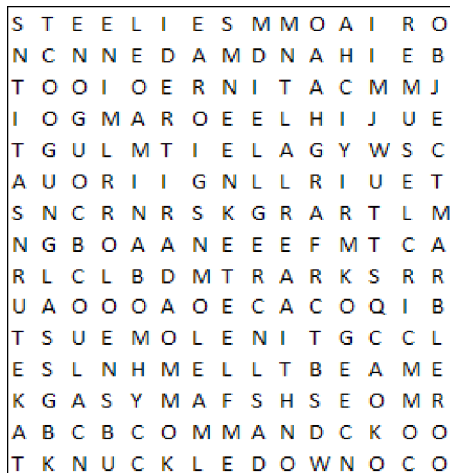 S T E E L I E S M M O A I R O
N C N N E D A M D N A H I E B
T O O I O E R N I T A C M M J
I O G M A R O E E L H I J U E
T G U L M T I E L A G Y W S C
A U O R I I G N L L R I U E T
S N C R N R S K G R A R T L M
N G B O A A N E E E F M T C A
R L C L B D M T R A R K S R R
U A O O O A O E C A C O Q I B
T S U E M O L E N I T G C C L
E S L N H M E L L T B E A M E
K G A S Y M A F S H S E O M R
A B C B C O M M A N D C K O O
T K N U C K L E D O W N O C O